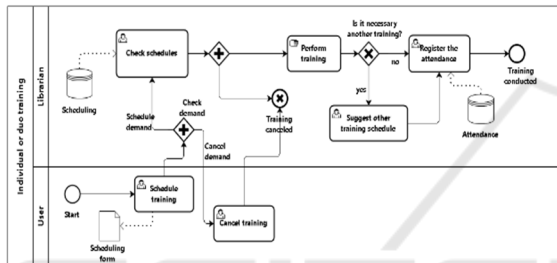 Individual or duo training
Librarian
User
Check schedules
Scheduling
Schedule
demand
Check
demand
Cancel
demand
Training
canceled
Perform
training
Is it necessary
another training?
no
yes
Register the
attendance
Suggest other
training schedule
Attendance
Training
conducted
Start
Schedule
training
Scheduling
form
Cancel training